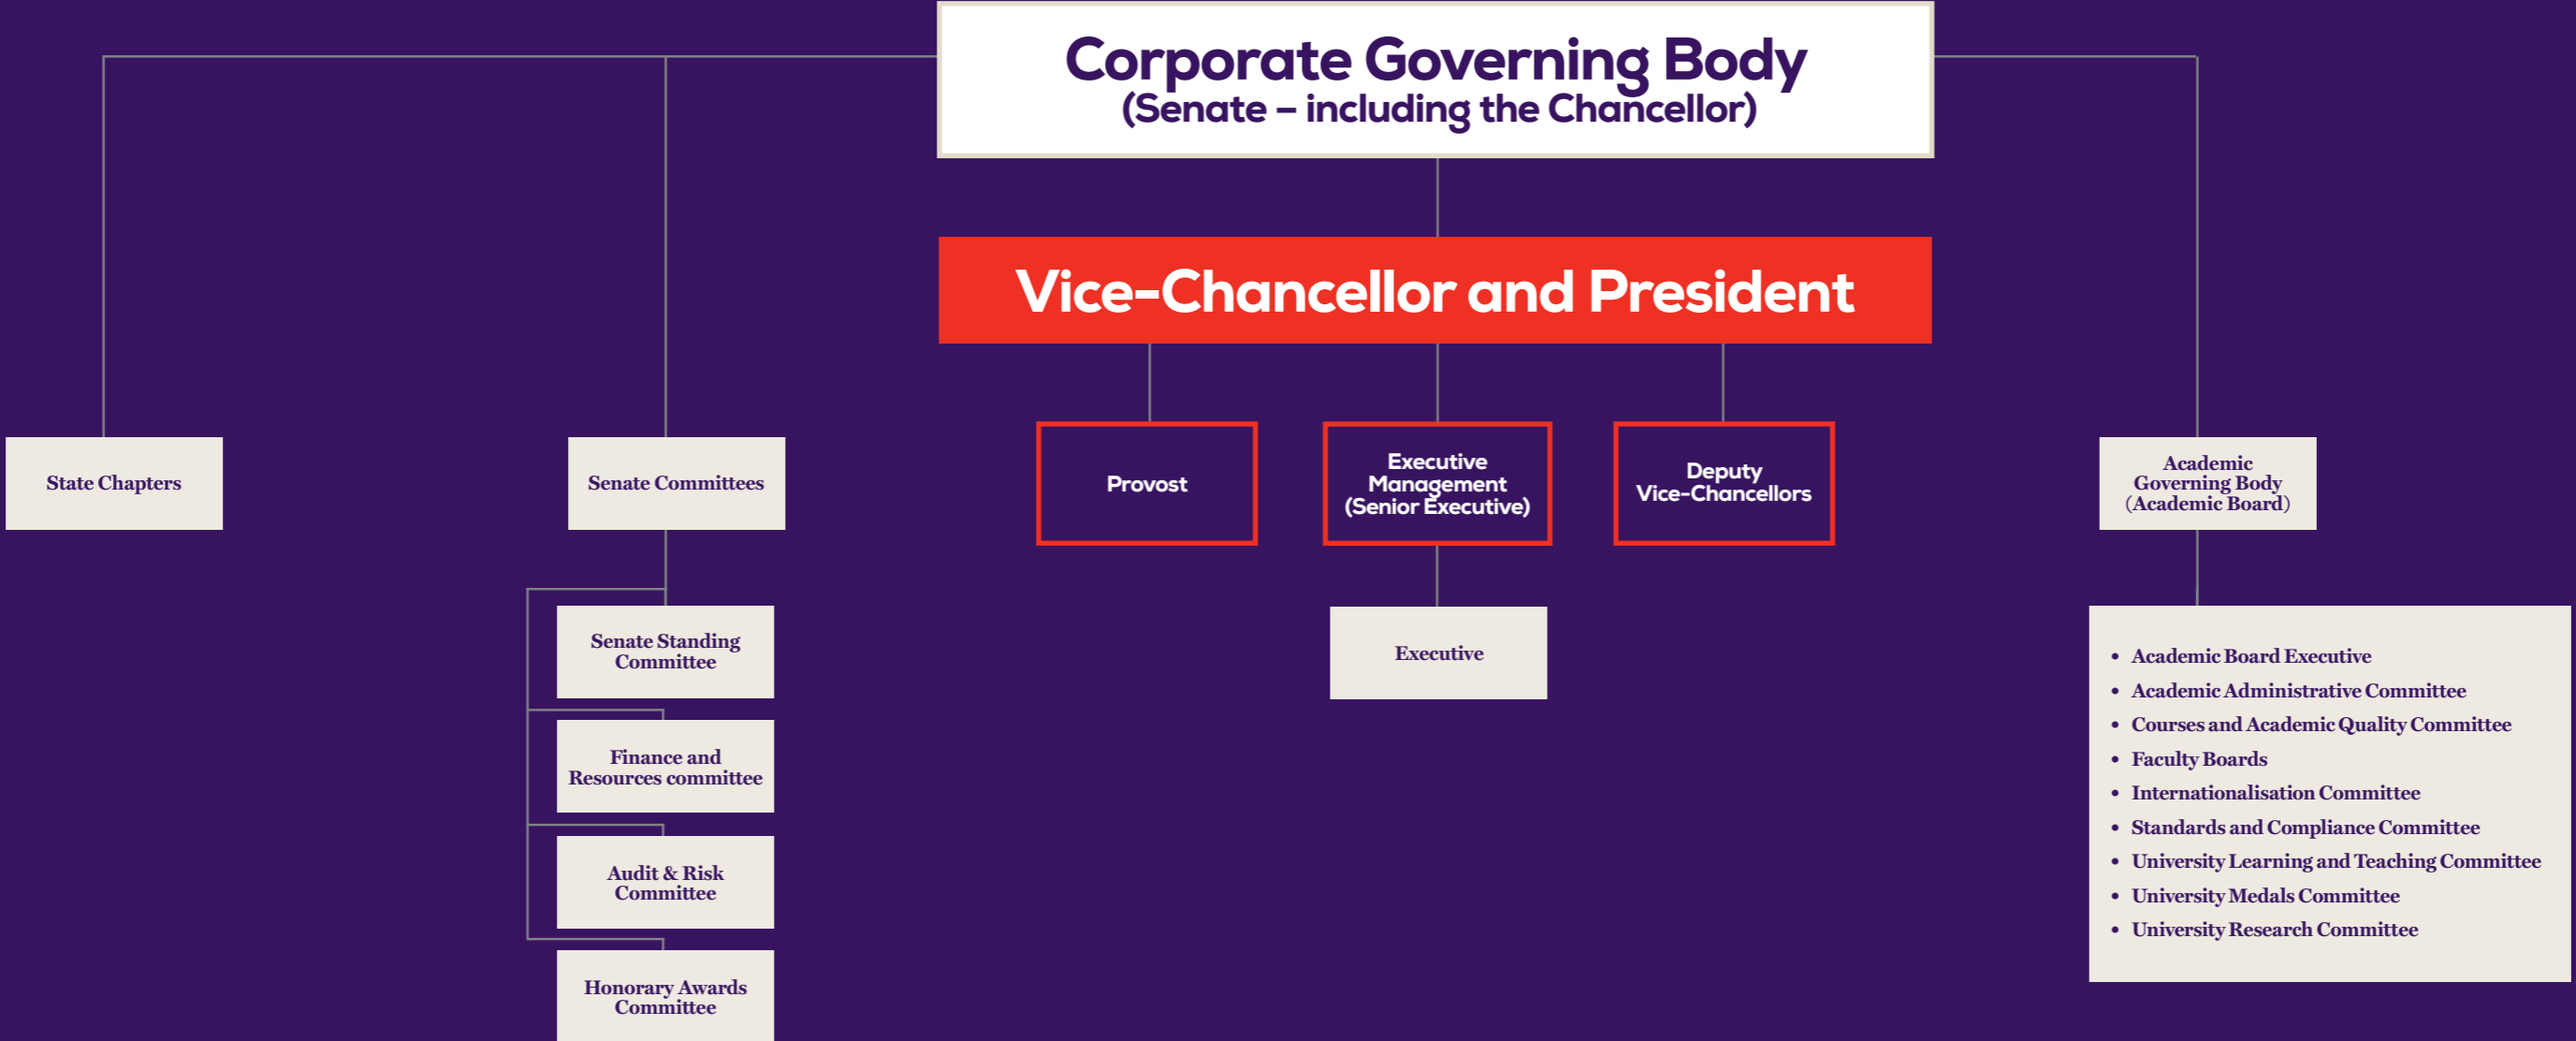 Corporate Governing Body
(Senate – including the Chancellor)
Vice-Chancellor and President
State Chapters
Senate Committees
Provost
Executive
Management
(Senior Executive)
Deputy
Vice-Chancellors
Academic
Governing Body
(Academic Board)
Senate Standing
Committee
Finance and
Resources committee
Audit & Risk
Committee
Honorary Awards
Committee
Executive
• Academic Board Executive
• Academic Administrative Committee
• Courses and Academic Quality Committee
• Faculty Boards
• Internationalisation Committee
• Standards and Compliance Committee
• University Learning and Teaching Committee
• University Medals Committee
• University Research Committee